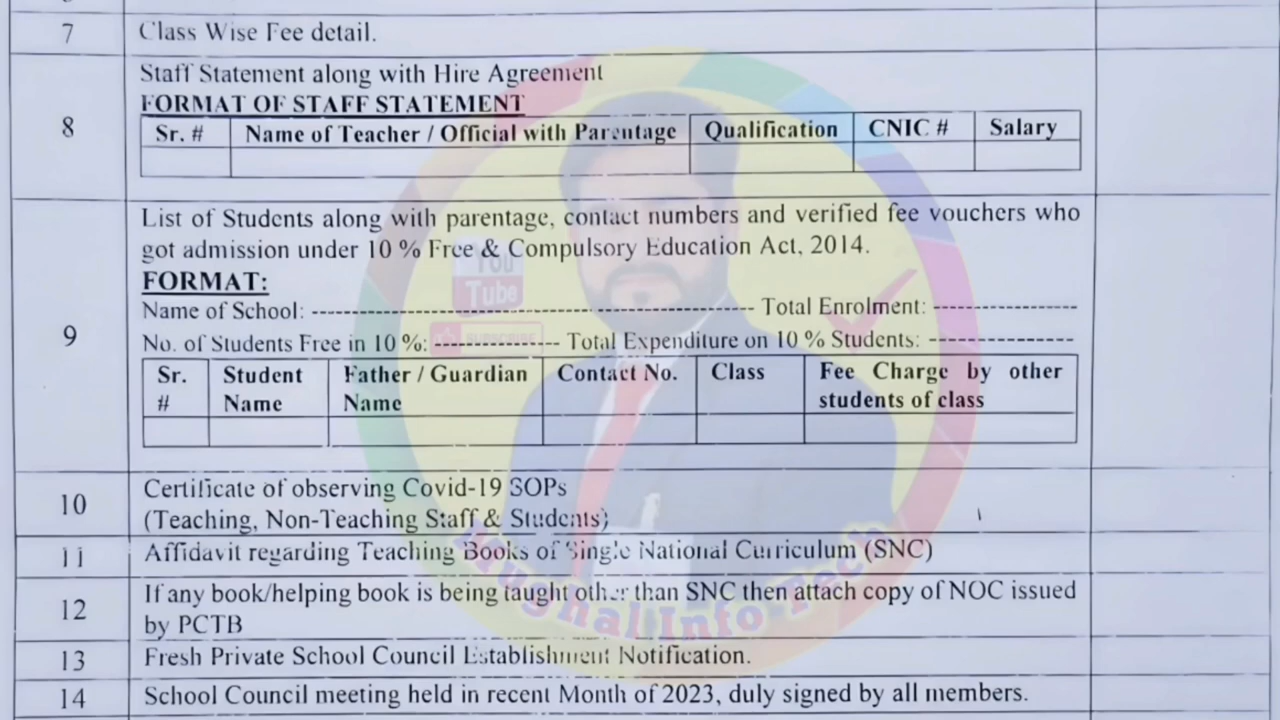 7 Class Wise Fee detail.
Staff Statement along with Hire Agreement
FORMAT OF STAFF STATEMENT
8
Sr. # Name of Teacher / Official with Parentage Qualification CNIC # Salary
List of Students along with parentage, contact numbers and verified fee vouchers who
got admission under 10 % Free & Compulsory Education Act, 2014.
FORMAT:
Name of School: ------------------------------------------------------- Total Enrolment: ------------------
9
No. of Students Free in 10 %: ---------------- Total Expenditure on 10 % Students: ------------------
Sr. # Student Name Father / Guardian Name Contact No. Class Fee Charge by other students of class
10 Certificate of observing Covid-19 SOPs
(Teaching, Non-Teaching Staff & Students)
11 Affidavit regarding Teaching Books of Single National Curriculum (SNC)
12 If any book/helping book is being taught other than SNC then attach copy of NOC issued
by PCTB
13 Fresh Private School Council Establishment Notification.
14 School Council meeting held in recent Month of 2023, duly signed by all members.
You
Tube
SUBSCRIBE
Mughal Info Tech